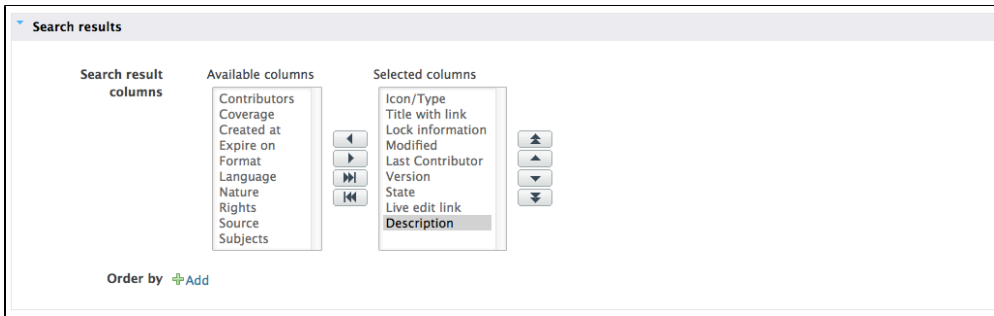 Search results
Search result
columns
Available columns
Contributors
Coverage
Created at
Expire on
Format
Language
Nature
Rights
Source
Subjects
Selected columns
Icon/Type
Title with link
Lock information
Modified
Last Contributor
Version
State
Live edit link
Description
Order by Add